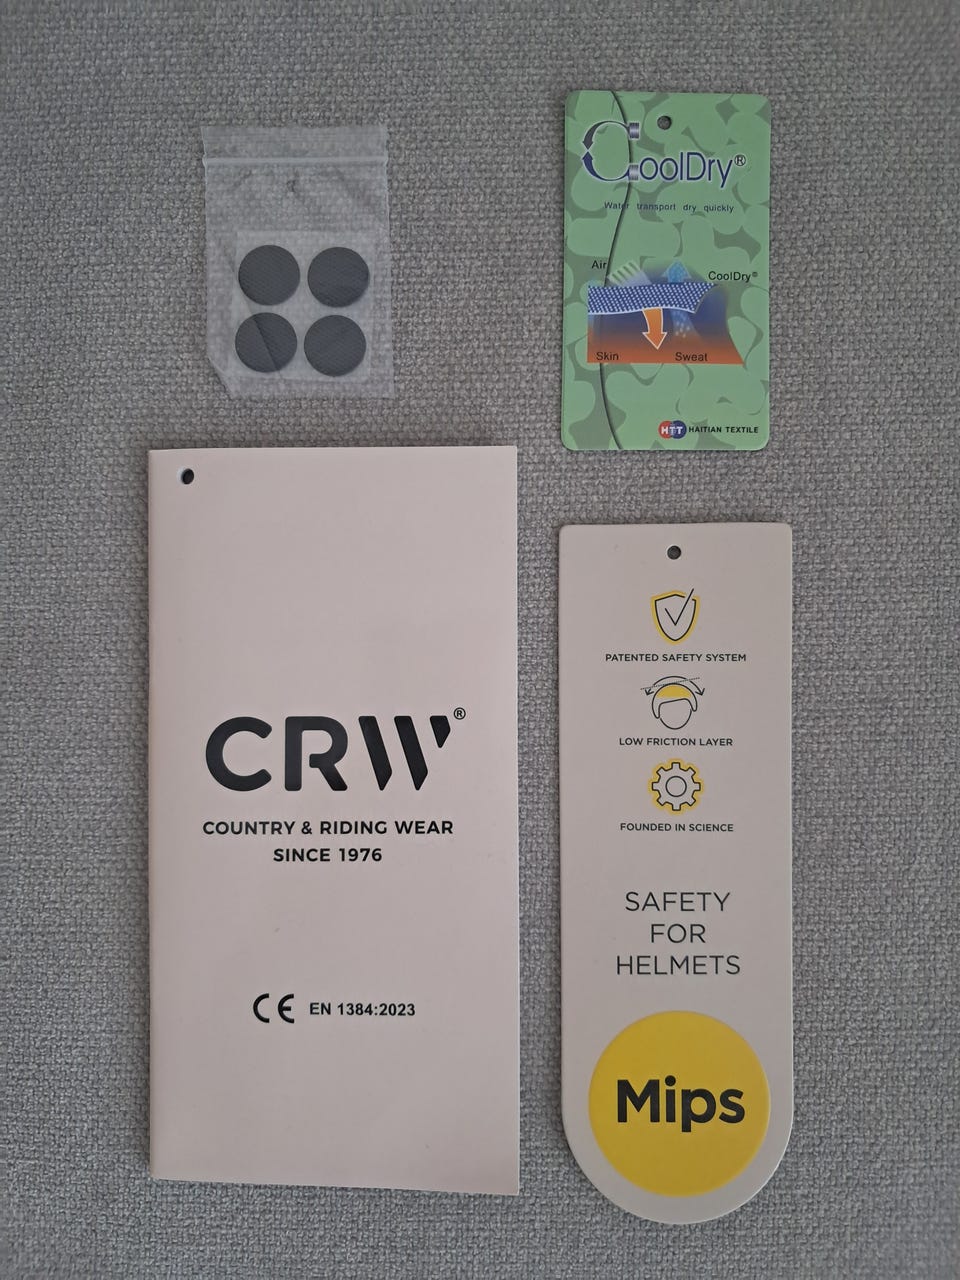 CoolDry®
Water transport dry quickly
Air
CoolDry®
Skin
Sweat
HTT HAITIAN TEXTILE
CRW®
COUNTRY & RIDING WEAR
SINCE 1976
CE EN 1384:2023
PATENTED SAFETY SYSTEM
LOW FRICTION LAYER
FOUNDED IN SCIENCE
SAFETY
FOR
HELMETS
Mips